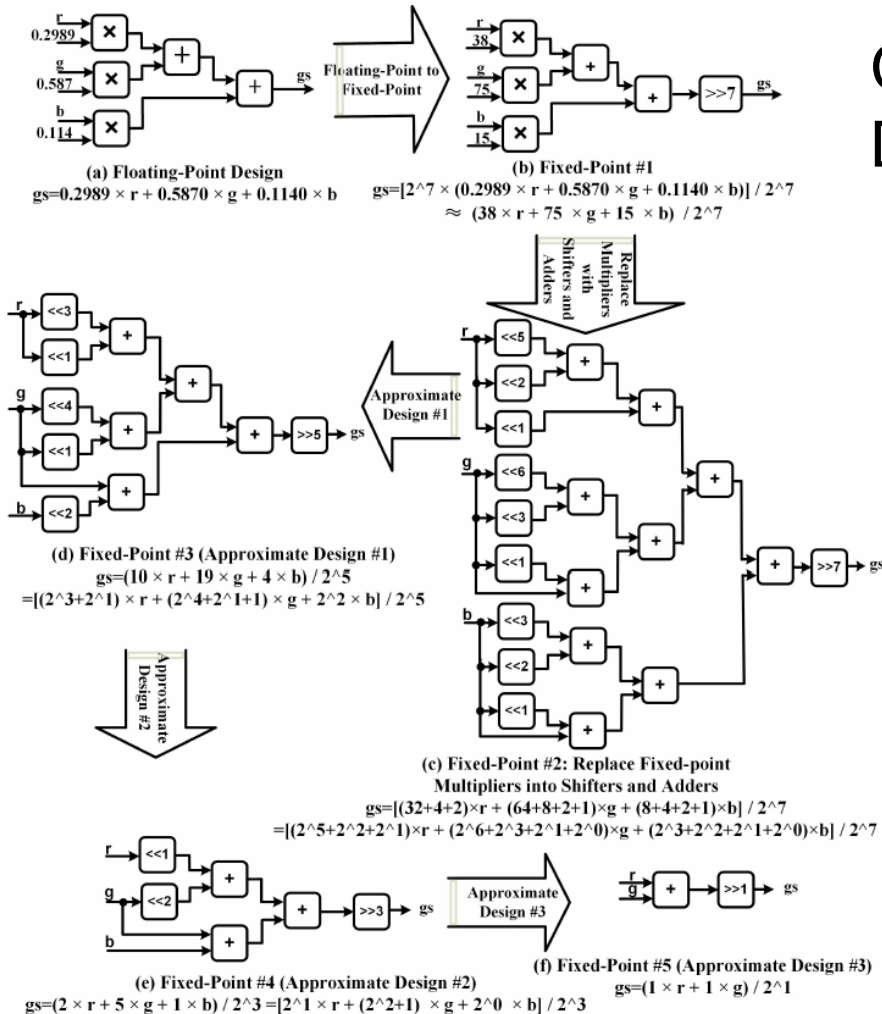 r
0.2989
×
g
0.587
×
b
0.114
×
+
+
gs
Floating-Point to
Fixed-Point
r
38
×
g
75
×
b
15
×
+
+
>>7
gs
(a) Floating-Point Design
gs=0.2989 × r + 0.5870 × g + 0.1140 × b
(b) Fixed-Point #1
gs=[2^7 × (0.2989 × r + 0.5870 × g + 0.1140 × b)] / 2^7
≈ (38 × r + 75 × g + 15 × b) / 2^7
Replace
Multipliers
with
Shifters and
Adders
r
<<3
<<1
+
g
<<4
<<1
+
+
b
<<2
+
+
>>5
gs
Approximate
Design #1
r
<<5
<<2
<<1
+
+
g
<<6
<<3
<<1
+
+
+
+
b
<<3
<<2
<<1
+
+
+
+
>>7
gs
(d) Fixed-Point #3 (Approximate Design #1)
gs=(10 × r + 19 × g + 4 × b) / 2^5
=[(2^3+2^1) × r + (2^4+2^1+1) × g + 2^2 × b] / 2^5
Approximate
Design #2
(c) Fixed-Point #2: Replace Fixed-point
Multipliers into Shifters and Adders
gs=[(32+4+2)×r + (64+8+2+1)×g + (8+4+2+1)×b] / 2^7
=[(2^5+2^2+2^1)×r + (2^6+2^3+2^1+2^0)×g + (2^3+2^2+2^1+2^0)×b] / 2^7
r
<<1
g
<<2
b
+
+
+
>>3
gs
Approximate
Design #3
r
g
+
>>1
gs
(e) Fixed-Point #4 (Approximate Design #2)
gs=(2 × r + 5 × g + 1 × b) / 2^3 =[2^1 × r + (2^2+1) × g + 2^0 × b] / 2^3
(f) Fixed-Point #5 (Approximate Design #3)
gs=(1 × r + 1 × g) / 2^1